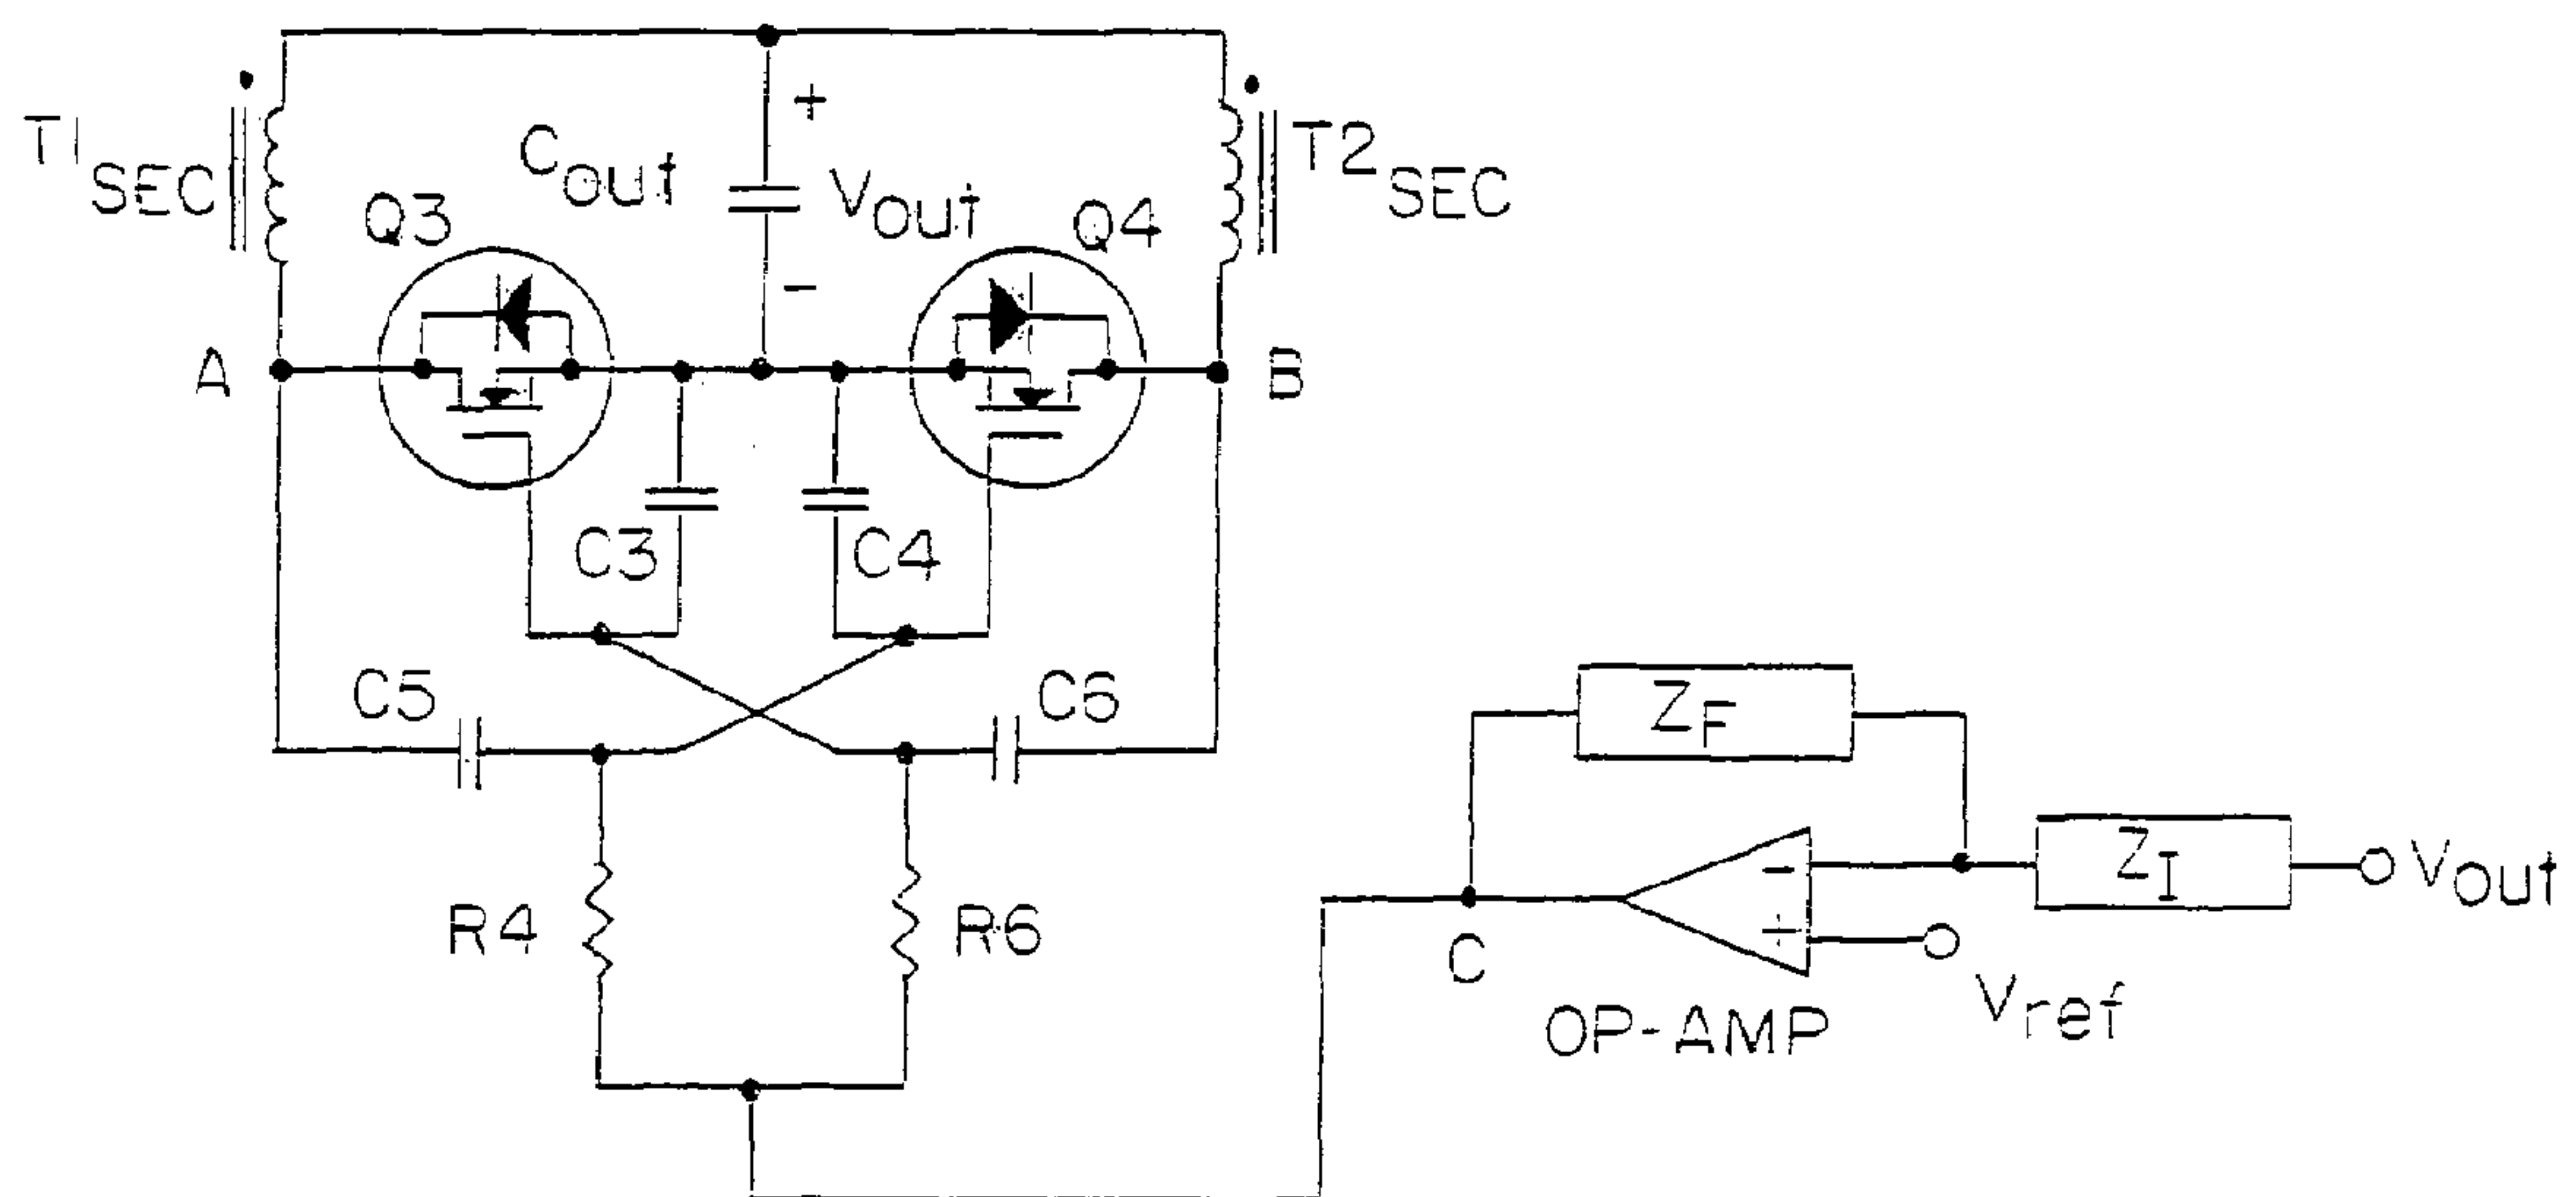 T1 SEC
C out
+
V out
-
T2 SEC
Q3
Q4
A
B
C3
C4
C5
C6
R4
R6
Z F
Z I
V out
-
+
C
V ref
OP-AMP